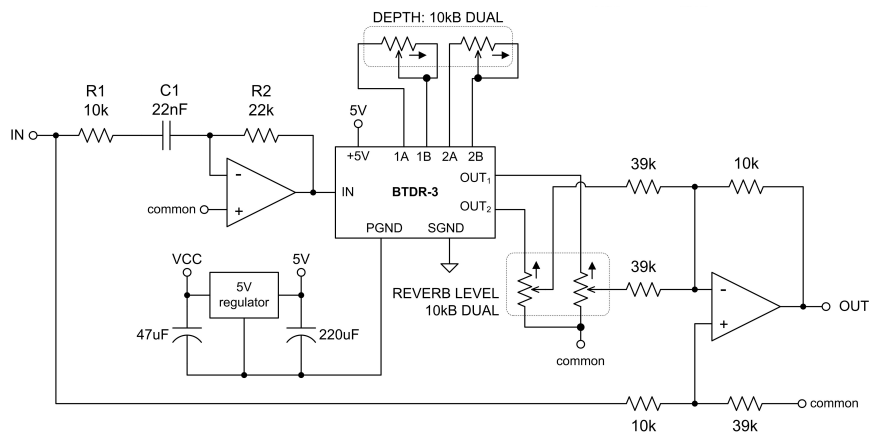 DEPTH: 10kB DUAL
R1
10k
C1
22nF
R2
22k
IN
5V
+5V
1A
1B
2A
2B
-
+
common
IN
BTDR-3
OUT1
OUT2
PGND
SGND
39k
10k
39k
VCC
5V
5V
regulator
47uF
220uF
REVERB LEVEL
10kB DUAL
common
-
+
OUT
10k
39k
common